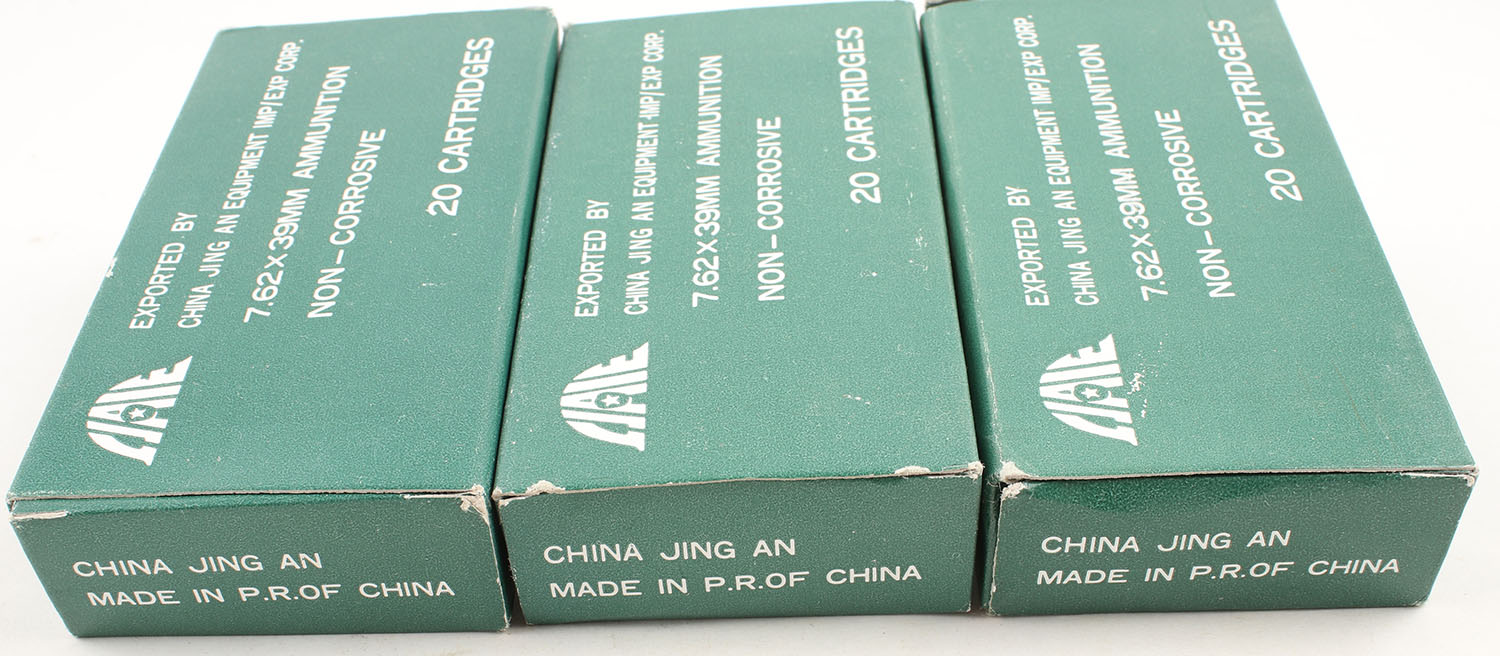 EXPORTED BY
CHINA JING AN EQUIPMENT IMP/EXP CORP.
7.62X39MM AMMUNITION
NON-CORROSIVE
20 CARTRIDGES
CHINA JING AN
MADE IN P.R.OF CHINA
EXPORTED BY
CHINA JING AN EQUIPMENT IMP/EXP CORP.
7.62X39MM AMMUNITION
NON-CORROSIVE
20 CARTRIDGES
CHINA JING AN
MADE IN P.R.OF CHINA
EXPORTED BY
CHINA JING AN EQUIPMENT IMP/EXP CORP.
7.62X39MM AMMUNITION
NON-CORROSIVE
20 CARTRIDGES
CHINA JING AN
MADE IN P.R.OF CHINA